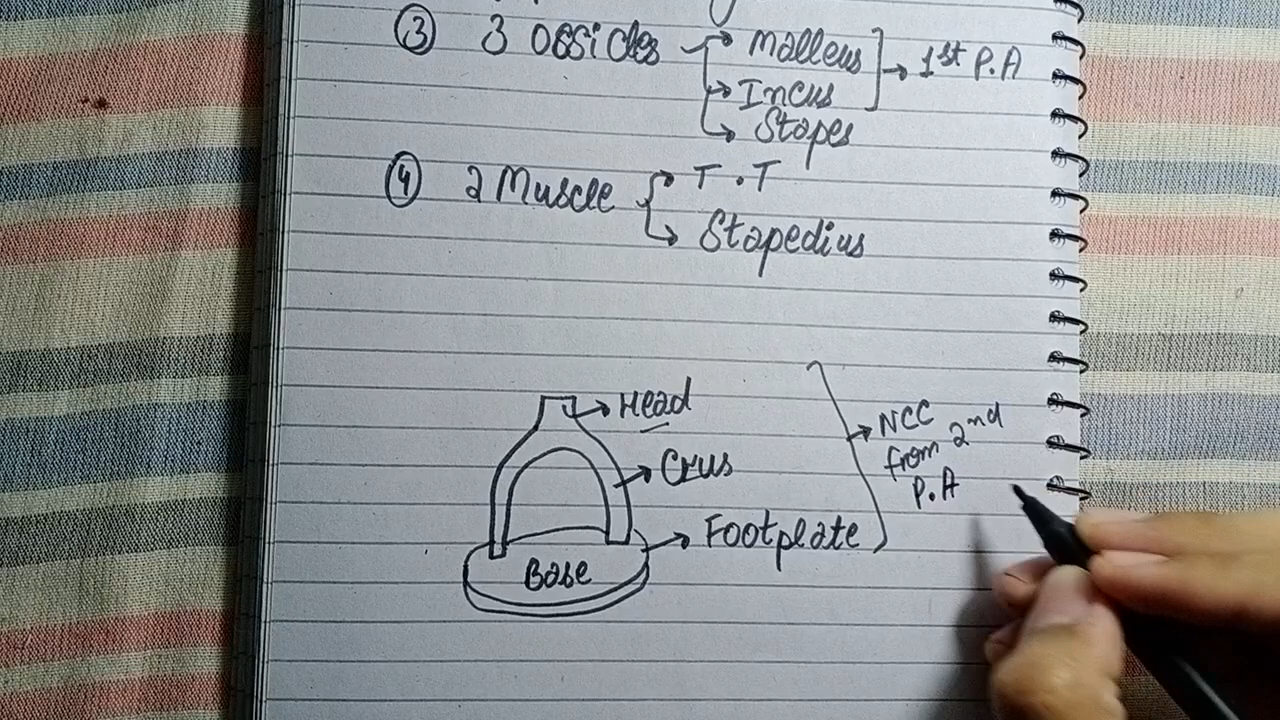 ③ 3 Ossicles → Malleus
→ Incus
→ Stapes
→ 1st P.A
④ 2 Muscle → T.T
→ Stapedius
→ Head
→ Crus
→ Footplate
Base
→ NCC
from 2nd
P.A